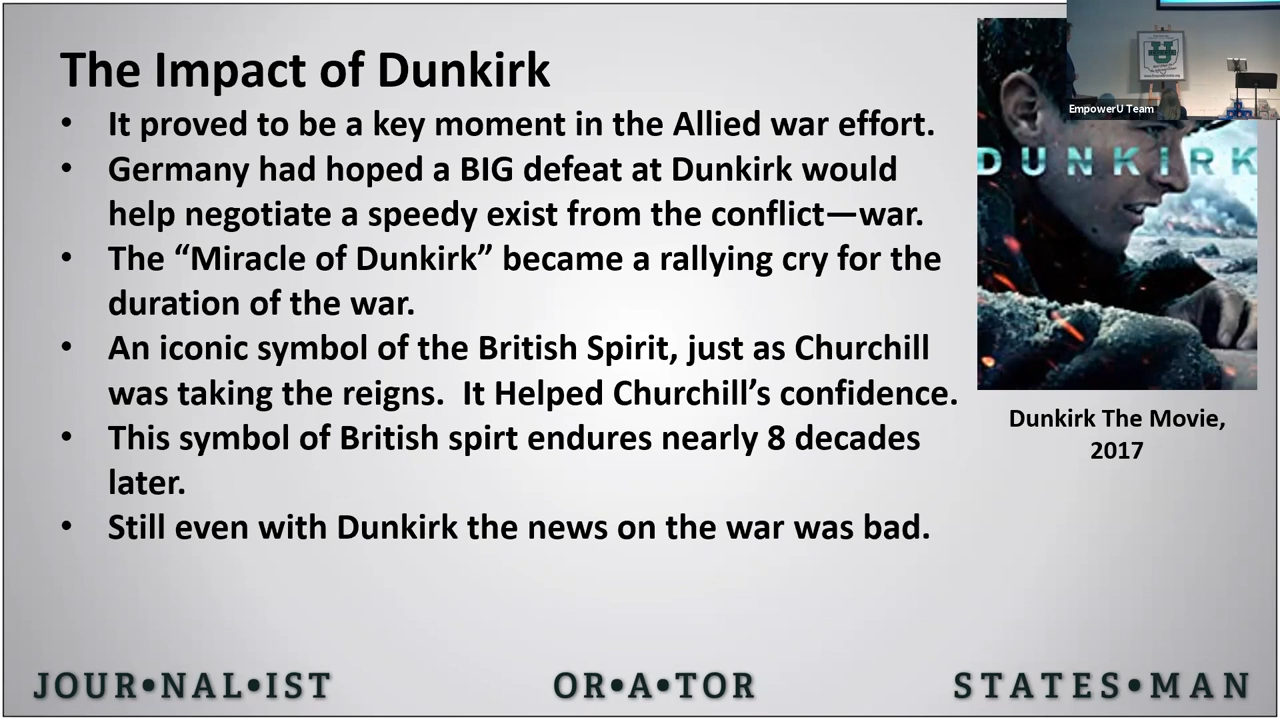 The Impact of Dunkirk
• It proved to be a key moment in the Allied war effort.
• Germany had hoped a BIG defeat at Dunkirk would
help negotiate a speedy exist from the conflict—war.
• The “Miracle of Dunkirk” became a rallying cry for the
duration of the war.
• An iconic symbol of the British Spirit, just as Churchill
was taking the reigns. It Helped Churchill’s confidence.
• This symbol of British spirt endures nearly 8 decades
later.
• Still even with Dunkirk the news on the war was bad.
EmpowerU Team
DUNKIRK
Dunkirk The Movie,
2017
JOUR•NAL•IST
OR•A•TOR
STATES•MAN